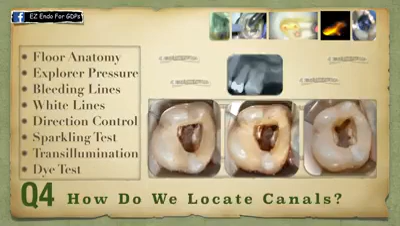 EZ Endo For GDPs
Floor Anatomy
Explorer Pressure
Bleeding Lines
White Lines
Direction Control
Sparkling Test
Transillumination
Dye Test
Q4 How Do We Locate Canals?